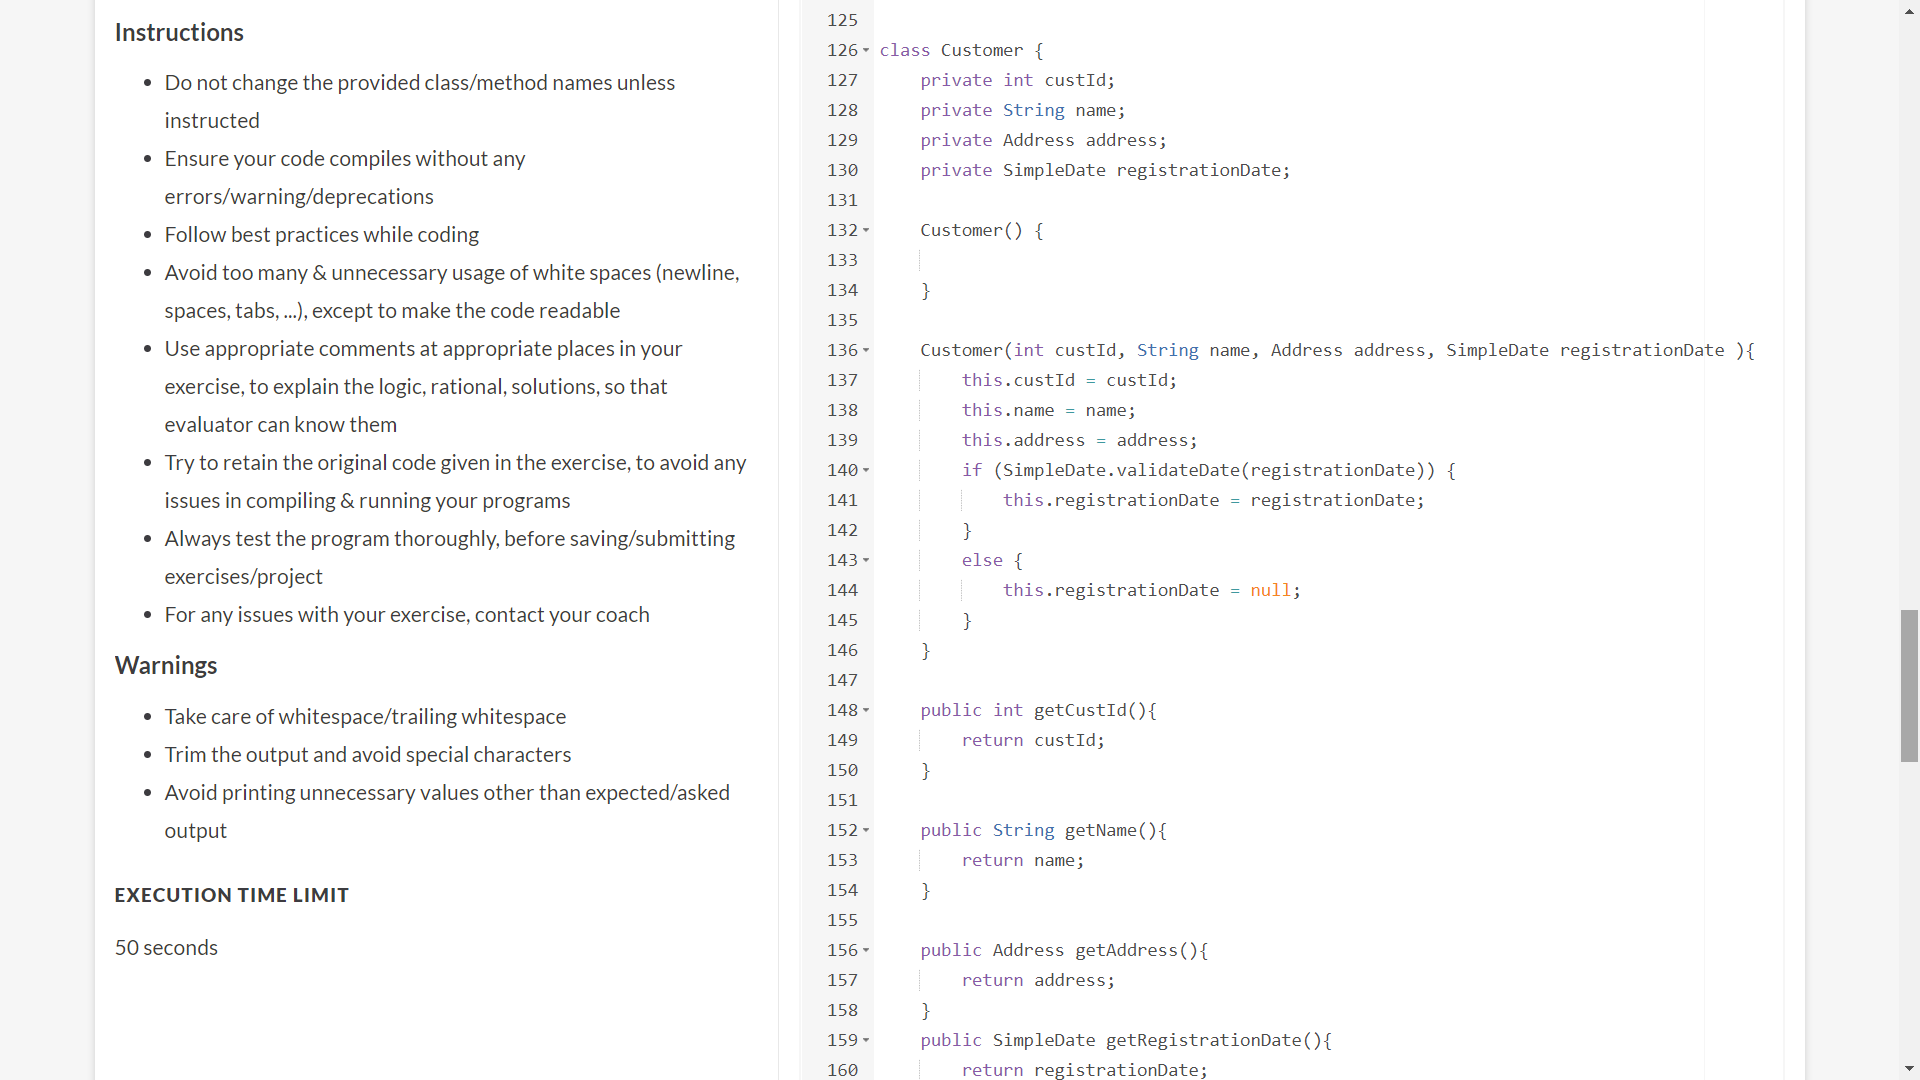 Instructions
Do not change the provided class/method names unless
instructed
Ensure your code compiles without any
errors/warning/deprecations
Follow best practices while coding
Avoid too many & unnecessary usage of white spaces (newline,
spaces, tabs, ...), except to make the code readable
Use appropriate comments at appropriate places in your
exercise, to explain the logic, rational, solutions, so that
evaluator can know them
Try to retain the original code given in the exercise, to avoid any
issues in compiling & running your programs
Always test the program thoroughly, before saving/submitting
exercises/project
For any issues with your exercise, contact your coach
Warnings
Take care of whitespace/trailing whitespace
Trim the output and avoid special characters
Avoid printing unnecessary values other than expected/asked
output
EXECUTION TIME LIMIT
50 seconds
125
126 class Customer {
127     private int custId;
128     private String name;
129     private Address address;
130     private SimpleDate registrationDate;
131
132     Customer() {
133
134     }
135
136     Customer(int custId, String name, Address address, SimpleDate registrationDate ){
137         this.custId = custId;
138         this.name = name;
139         this.address = address;
140         if (SimpleDate.validateDate(registrationDate)) {
141             this.registrationDate = registrationDate;
142         }
143         else {
144             this.registrationDate = null;
145         }
146     }
147
148     public int getCustId(){
149         return custId;
150     }
151
152     public String getName(){
153         return name;
154     }
155
156     public Address getAddress(){
157         return address;
158     }
159     public SimpleDate getRegistrationDate(){
160         return registrationDate;